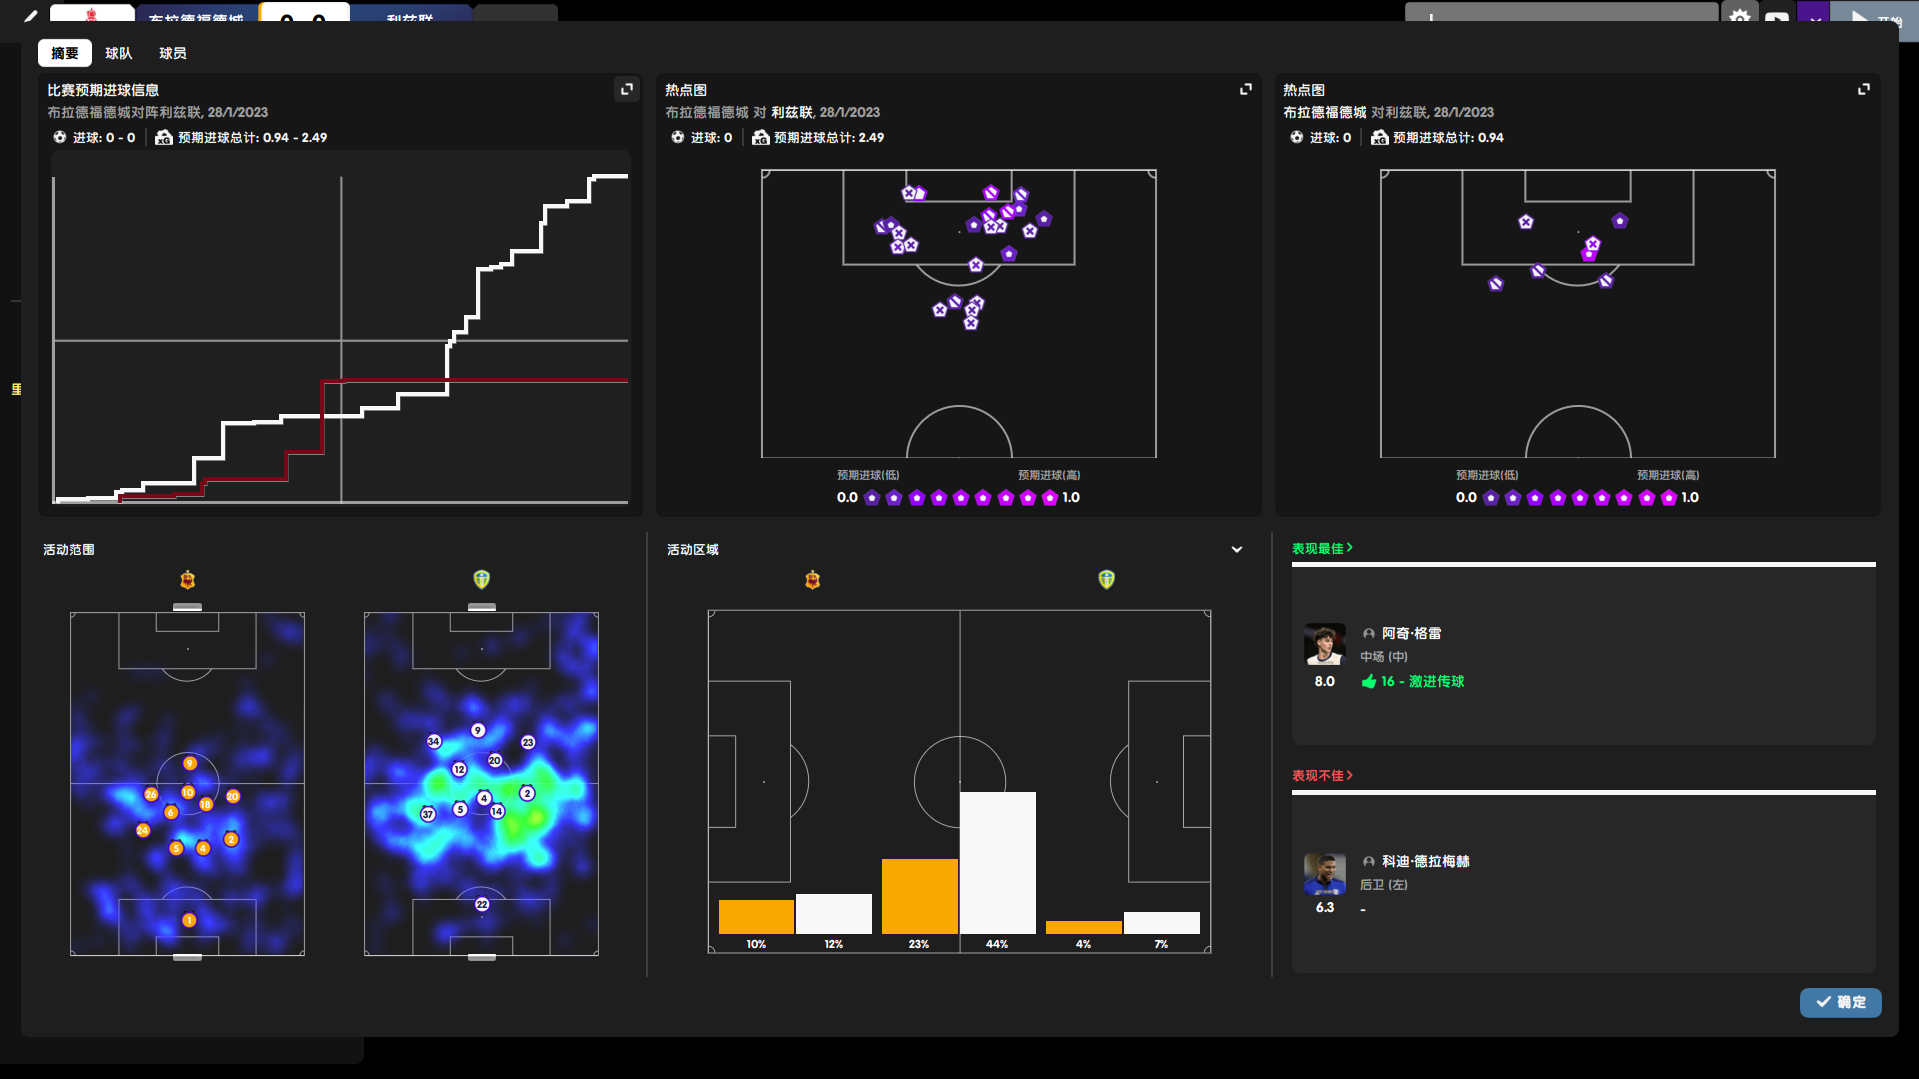 布拉德福德城 0 0 利兹联
开始
摘要 球队 球员
比赛预期进球信息
布拉德福德城对阵利兹联, 28/1/2023
进球: 0 - 0 xG 预期进球总计: 0.94 - 2.49
热点图
布拉德福德城 对 利兹联, 28/1/2023
进球: 0 xG 预期进球总计: 2.49
预期进球(低) 预期进球(高)
0.0 1.0
热点图
布拉德福德城 对利兹联, 28/1/2023
进球: 0 xG 预期进球总计: 0.94
预期进球(低) 预期进球(高)
0.0 1.0
里
活动范围
9
26 10 18 20
6
24
5 4 2
1
9
34 23
12 20
4 2
37 5 14
22
活动区域
10% 12% 23% 44% 4% 7%
表现最佳
阿奇·格雷
中场 (中)
8.0 16 - 激进传球
表现不佳
科迪·德拉梅赫
后卫 (左)
6.3 -
确定